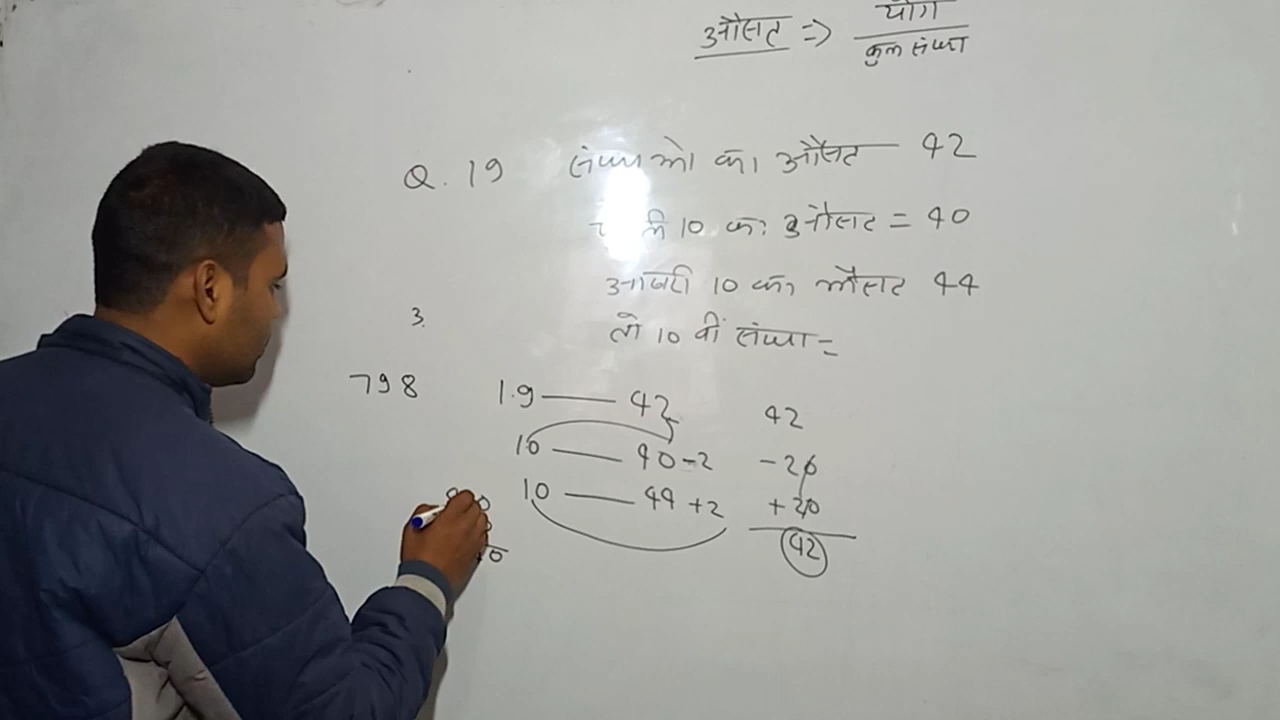 औसत => योग
कुल संख्या
Q. 19 संख्याओ का औसत 42
10 का औसत = 40
आखरी 10 का औसत 44
3.
तो 10 वीं संख्या =
798
19 — 42 42
10 — 40 -2 -20
10 — 44 +2 +20
42
0